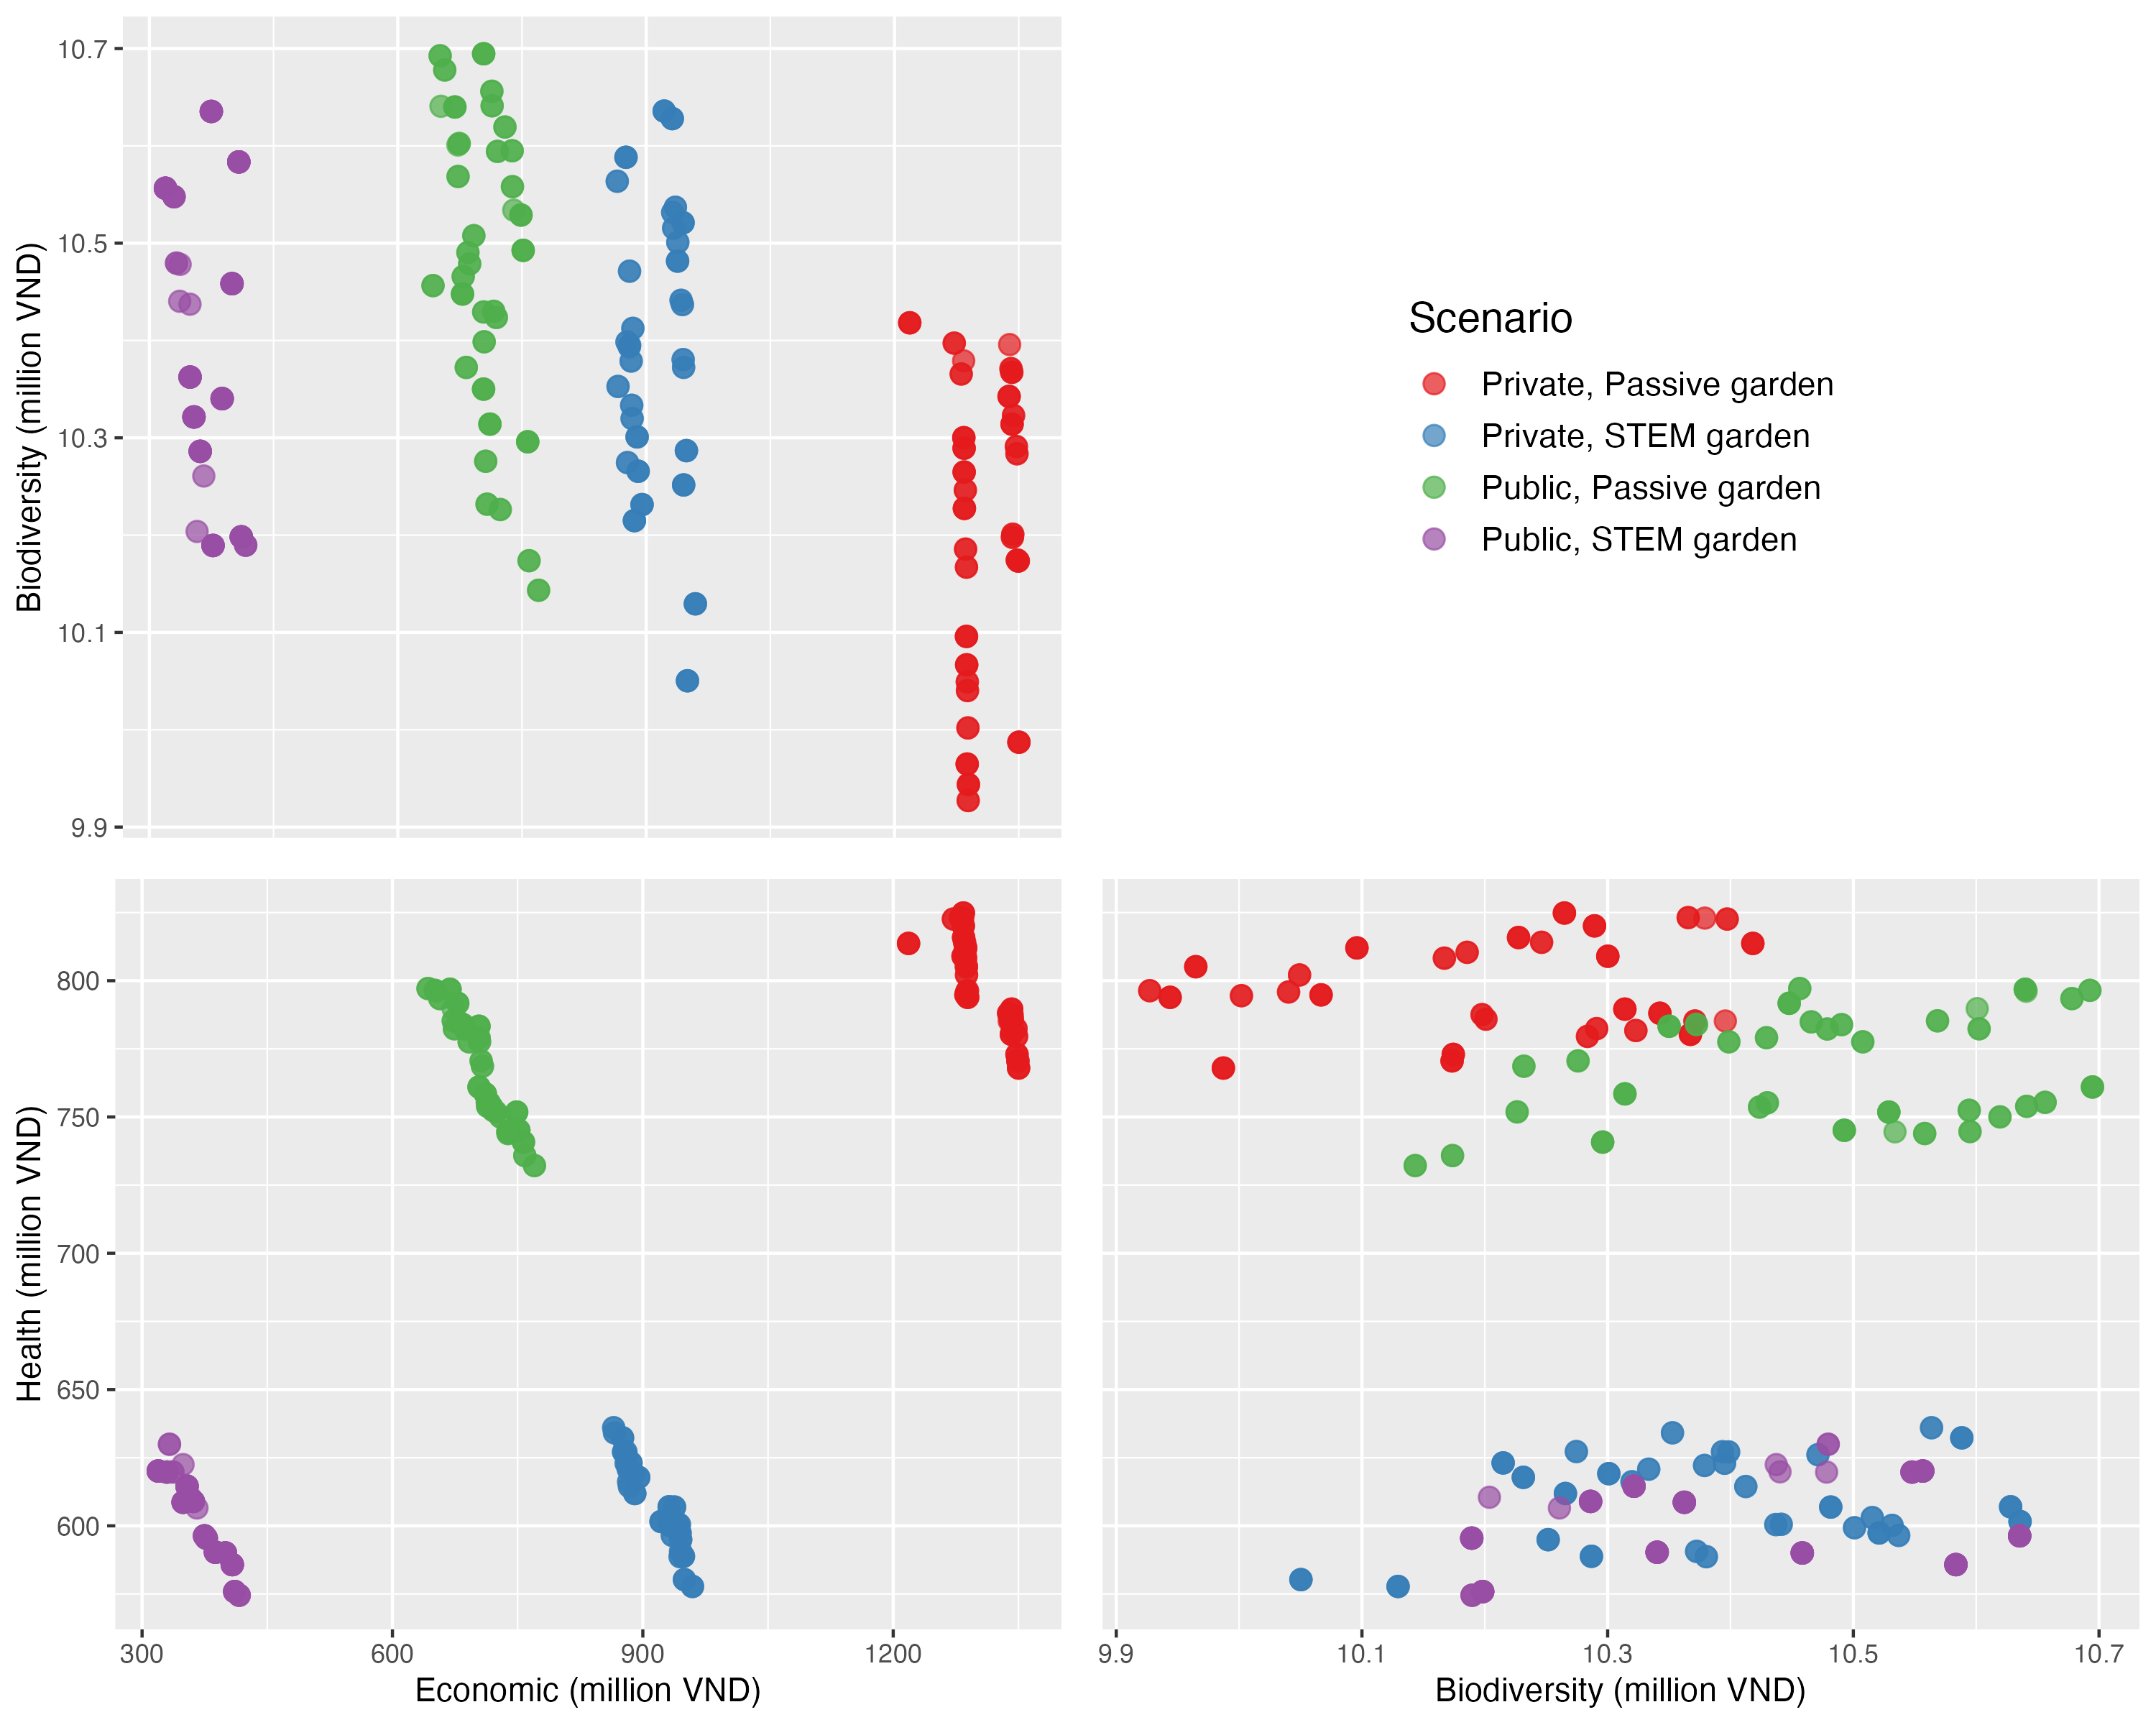 10.7
10.5
10.3
10.1
9.9
Biodiversity (million VND)
Scenario
Private, Passive garden
Private, STEM garden
Public, Passive garden
Public, STEM garden
800
750
700
650
600
Health (million VND)
300 600 900 1200
Economic (million VND)
9.9 10.1 10.3 10.5 10.7
Biodiversity (million VND)